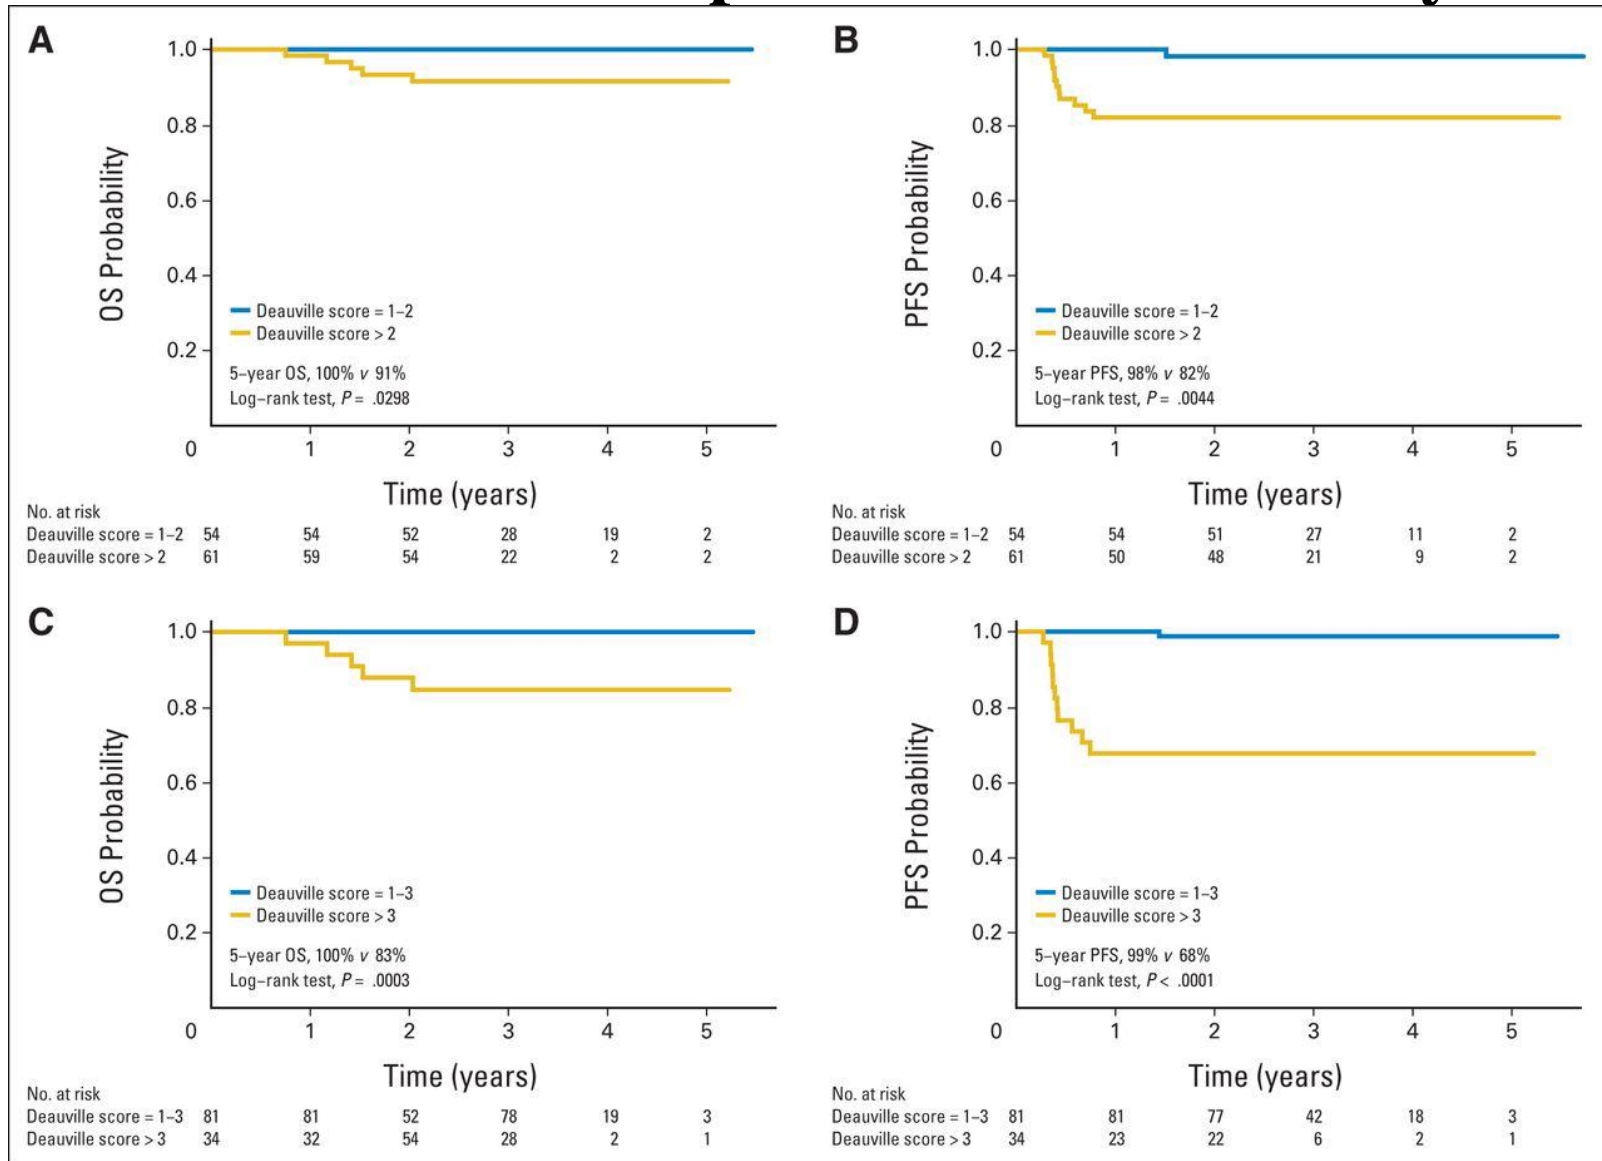 A
1.0
0.8
0.6
0.4
0.2
0
OS Probability
Deauville score = 1–2
Deauville score > 2
5–year OS, 100% v 91%
Log–rank test, P = .0298
1 2 3 4 5
Time (years)
No. at risk
Deauville score = 1–2 54 54 52 28 19 2
Deauville score > 2 61 59 54 22 2 2
B
1.0
0.8
0.6
0.4
0.2
0
PFS Probability
Deauville score = 1–2
Deauville score > 2
5–year PFS, 98% v 82%
Log–rank test, P = .0044
1 2 3 4 5
Time (years)
No. at risk
Deauville score = 1–2 54 54 51 27 11 2
Deauville score > 2 61 50 48 21 9 2
C
1.0
0.8
0.6
0.4
0.2
0
OS Probability
Deauville score = 1–3
Deauville score > 3
5–year OS, 100% v 83%
Log–rank test, P = .0003
1 2 3 4 5
Time (years)
No. at risk
Deauville score = 1–3 81 81 52 78 19 3
Deauville score > 3 34 32 54 28 2 1
D
1.0
0.8
0.6
0.4
0.2
0
PFS Probability
Deauville score = 1–3
Deauville score > 3
5–year PFS, 99% v 68%
Log–rank test, P < .0001
1 2 3 4 5
Time (years)
No. at risk
Deauville score = 1–3 81 81 77 42 18 3
Deauville score > 3 34 23 22 6 2 1